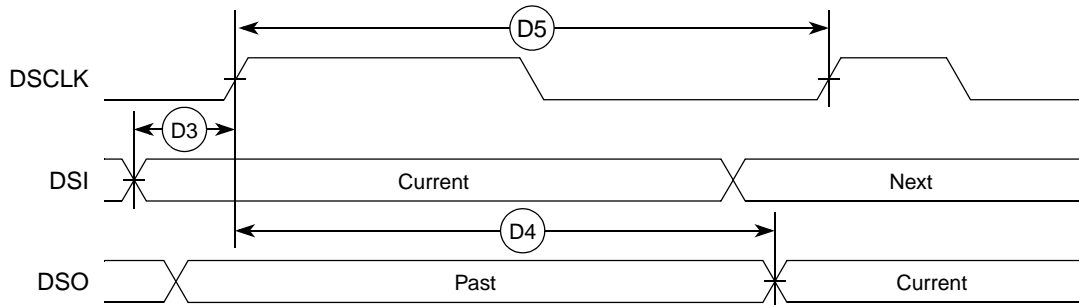 D5
DSCLK
D3
DSI Current Next
D4
DSO Past Current